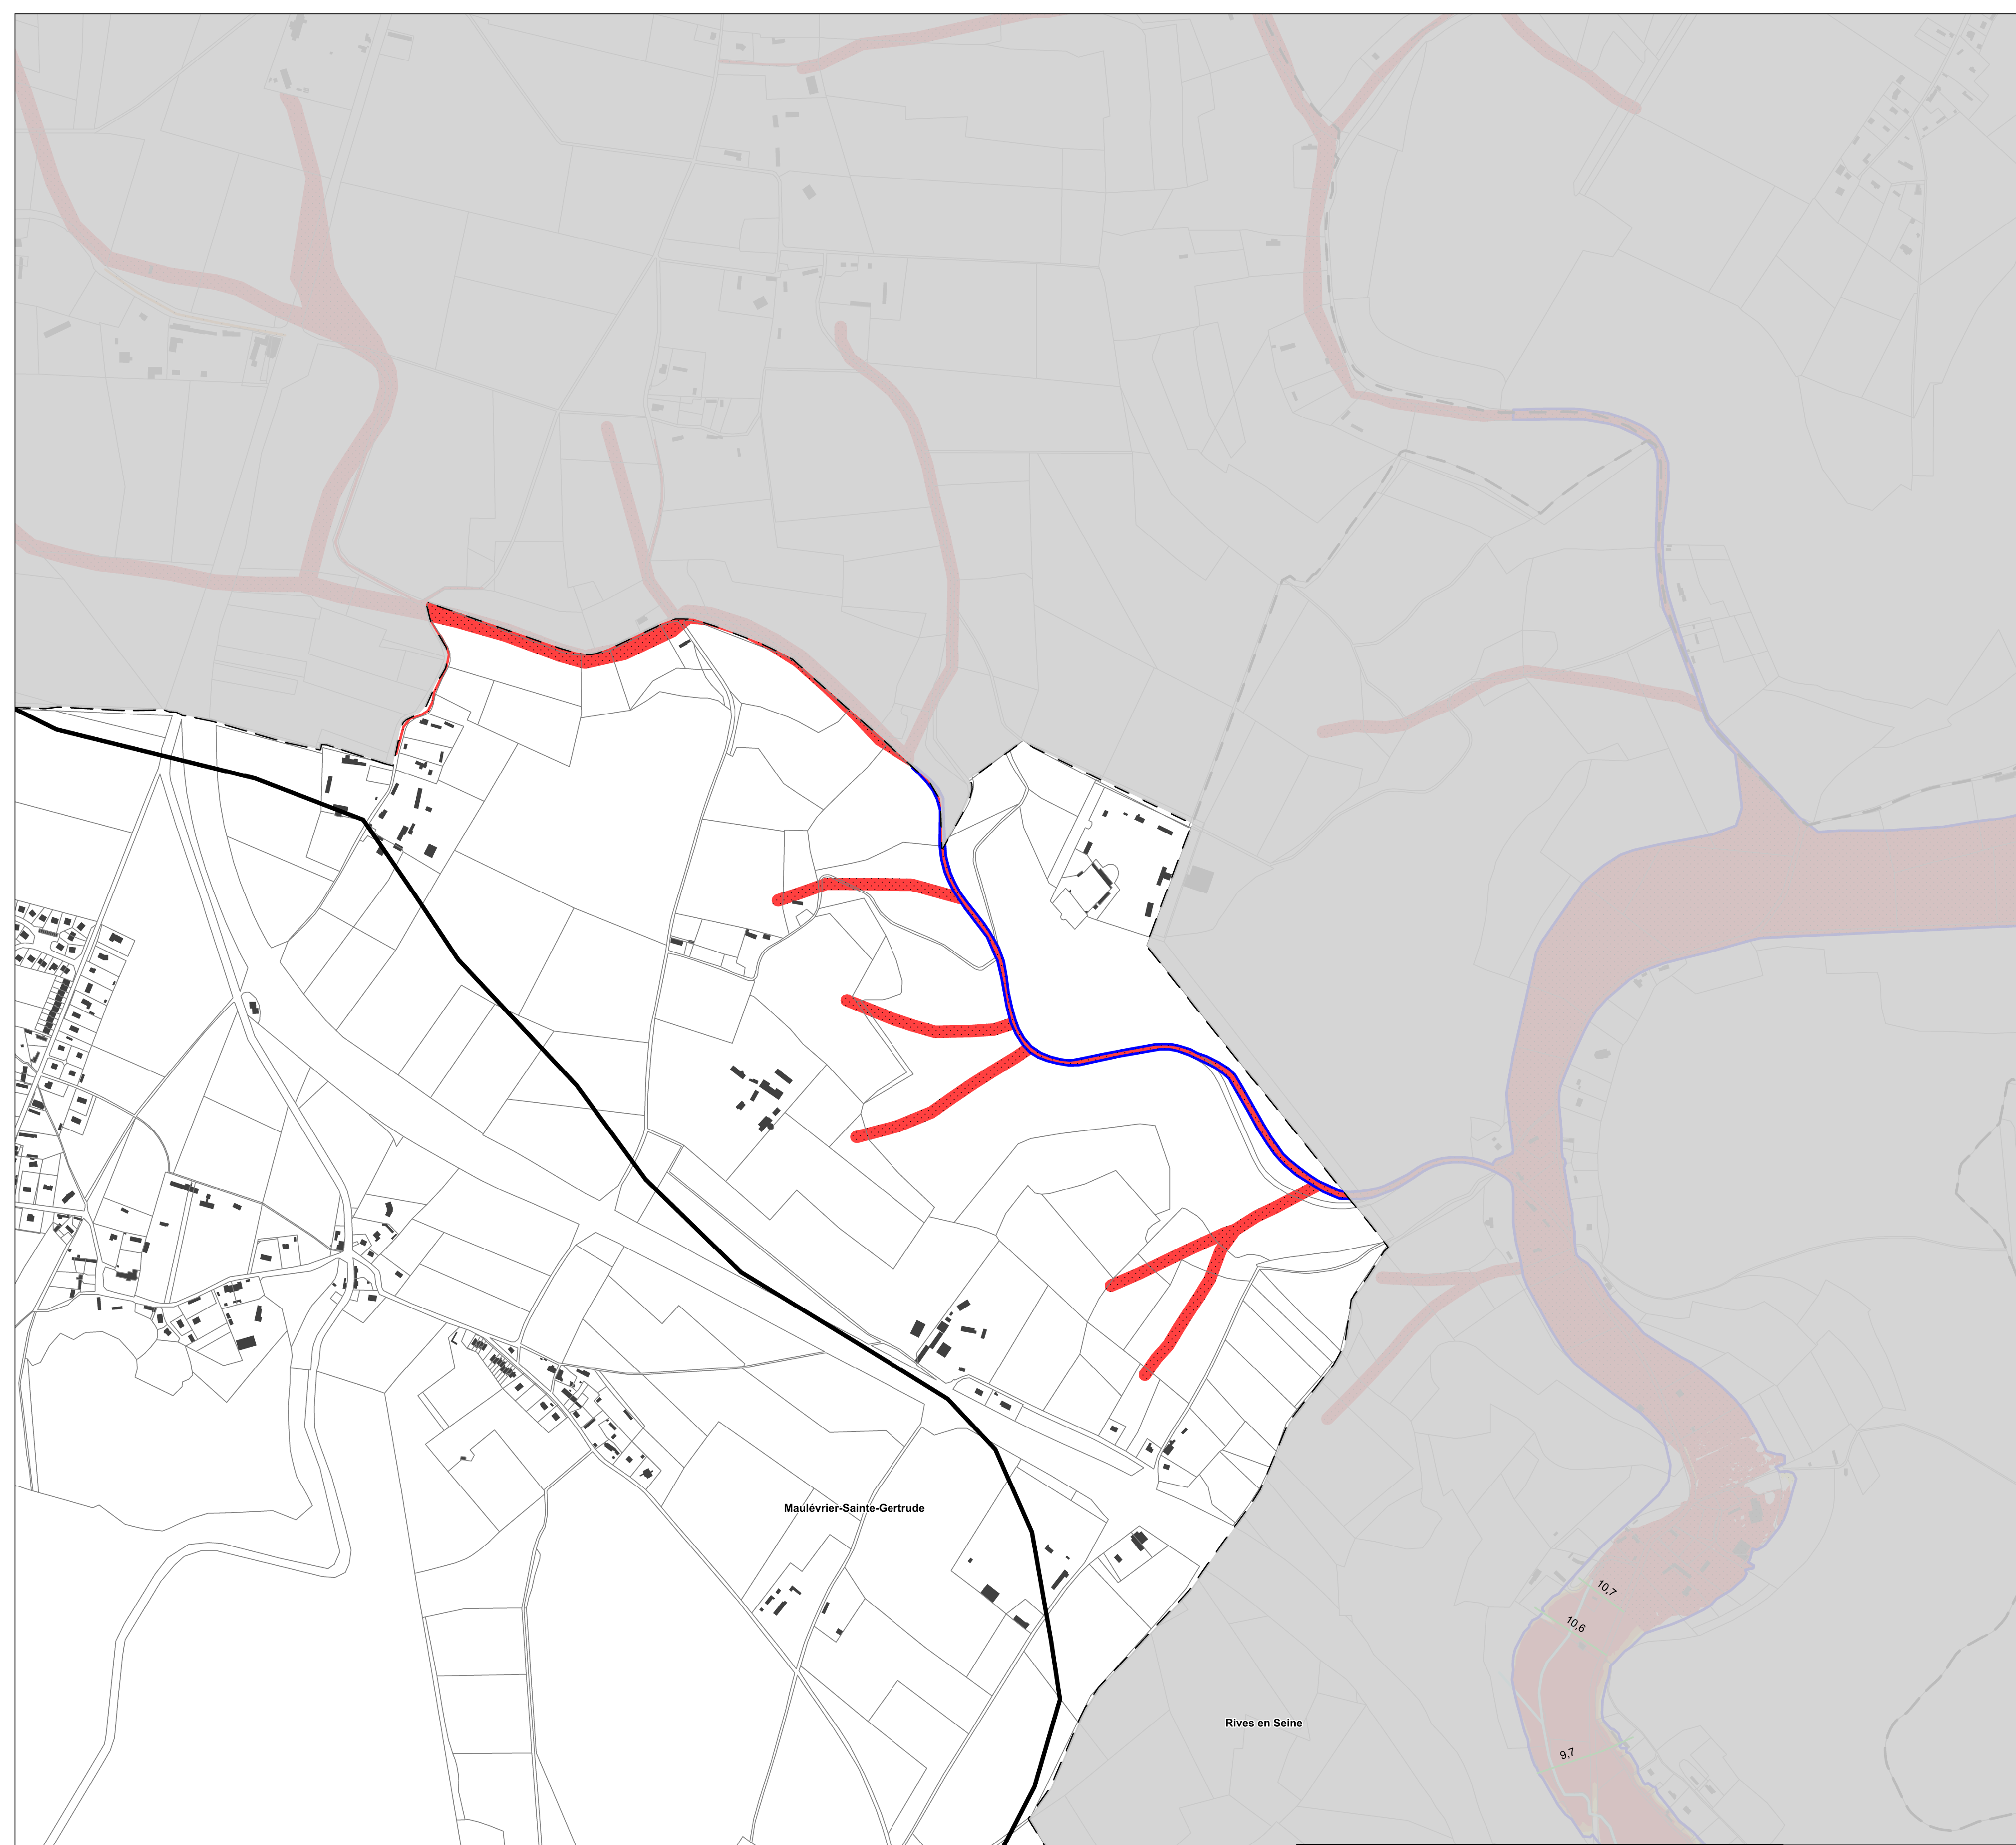 Maulévrier-Sainte-Gertrude
10,7
10,6
Rives en Seine
9,7